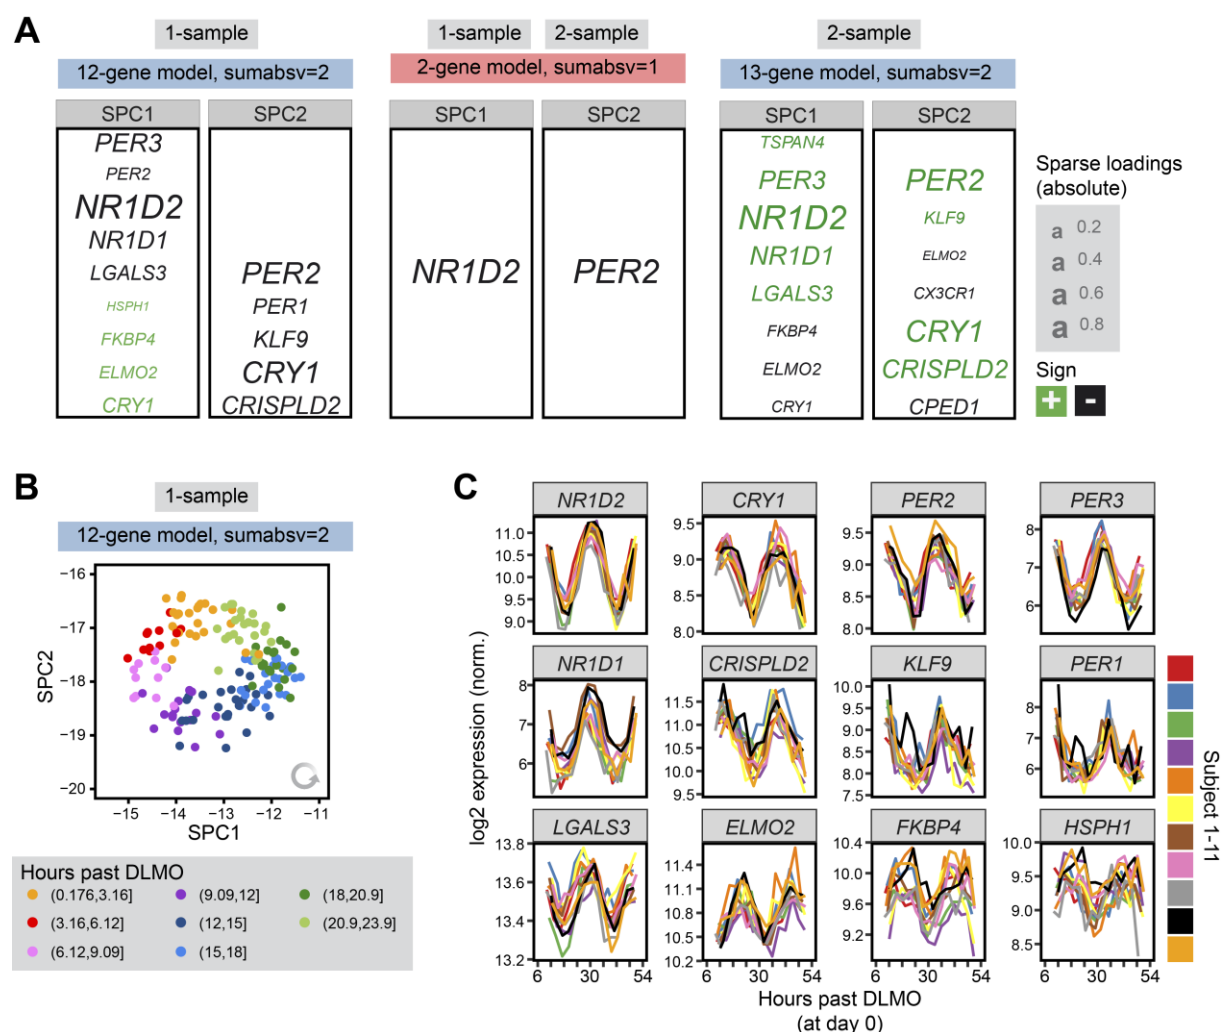 A
1-sample
12-gene model, sumabsv=2
SPC1
SPC2
PER3
PER2
NR1D2
NR1D1
LGALS3
HSPH1
FKBP4
ELMO2
CRY1
PER2
PER1
KLF9
CRY1
CRISPLD2
1-sample
2-sample
2-gene model, sumabsv=1
SPC1
SPC2
NR1D2
PER2
2-sample
13-gene model, sumabsv=2
SPC1
SPC2
TSPAN4
PER3
NR1D2
NR1D1
LGALS3
FKBP4
ELMO2
CRY1
PER2
KLF9
ELMO2
CX3CR1
CRY1
CRISPLD2
CPED1
Sparse loadings
(absolute)
a 0.2
a 0.4
a 0.6
a 0.8
Sign
+ -
B
1-sample
12-gene model, sumabsv=2
SPC2
−16
−17
−18
−19
−20
−15 −14 −13 −12 −11
SPC1
Hours past DLMO
(0.176,3.16]
(3.16,6.12]
(6.12,9.09]
(9.09,12]
(12,15]
(15,18]
(18,20.9]
(20.9,23.9]
C
log2 expression (norm.)
NR1D2
11.0
10.5
10.0
9.5
9.0
CRY1
9.5
9.0
8.5
8.0
PER2
9.5
9.0
8.5
8.0
PER3
8
7
6
NR1D1
8
7
6
CRISPLD2
11.5
11.0
10.5
10.0
9.5
KLF9
10.0
9.5
9.0
8.5
8.0
7.5
PER1
8
7
6
LGALS3
13.8
13.6
13.4
13.2
ELMO2
11.4
11.1
10.8
10.5
10.2
FKBP4
10.4
10.0
9.6
9.2
HSPH1
10.0
9.5
9.0
8.5
6 30 54
6 30 54
6 30 54
6 30 54
Hours past DLMO
(at day 0)
Subject 1-11